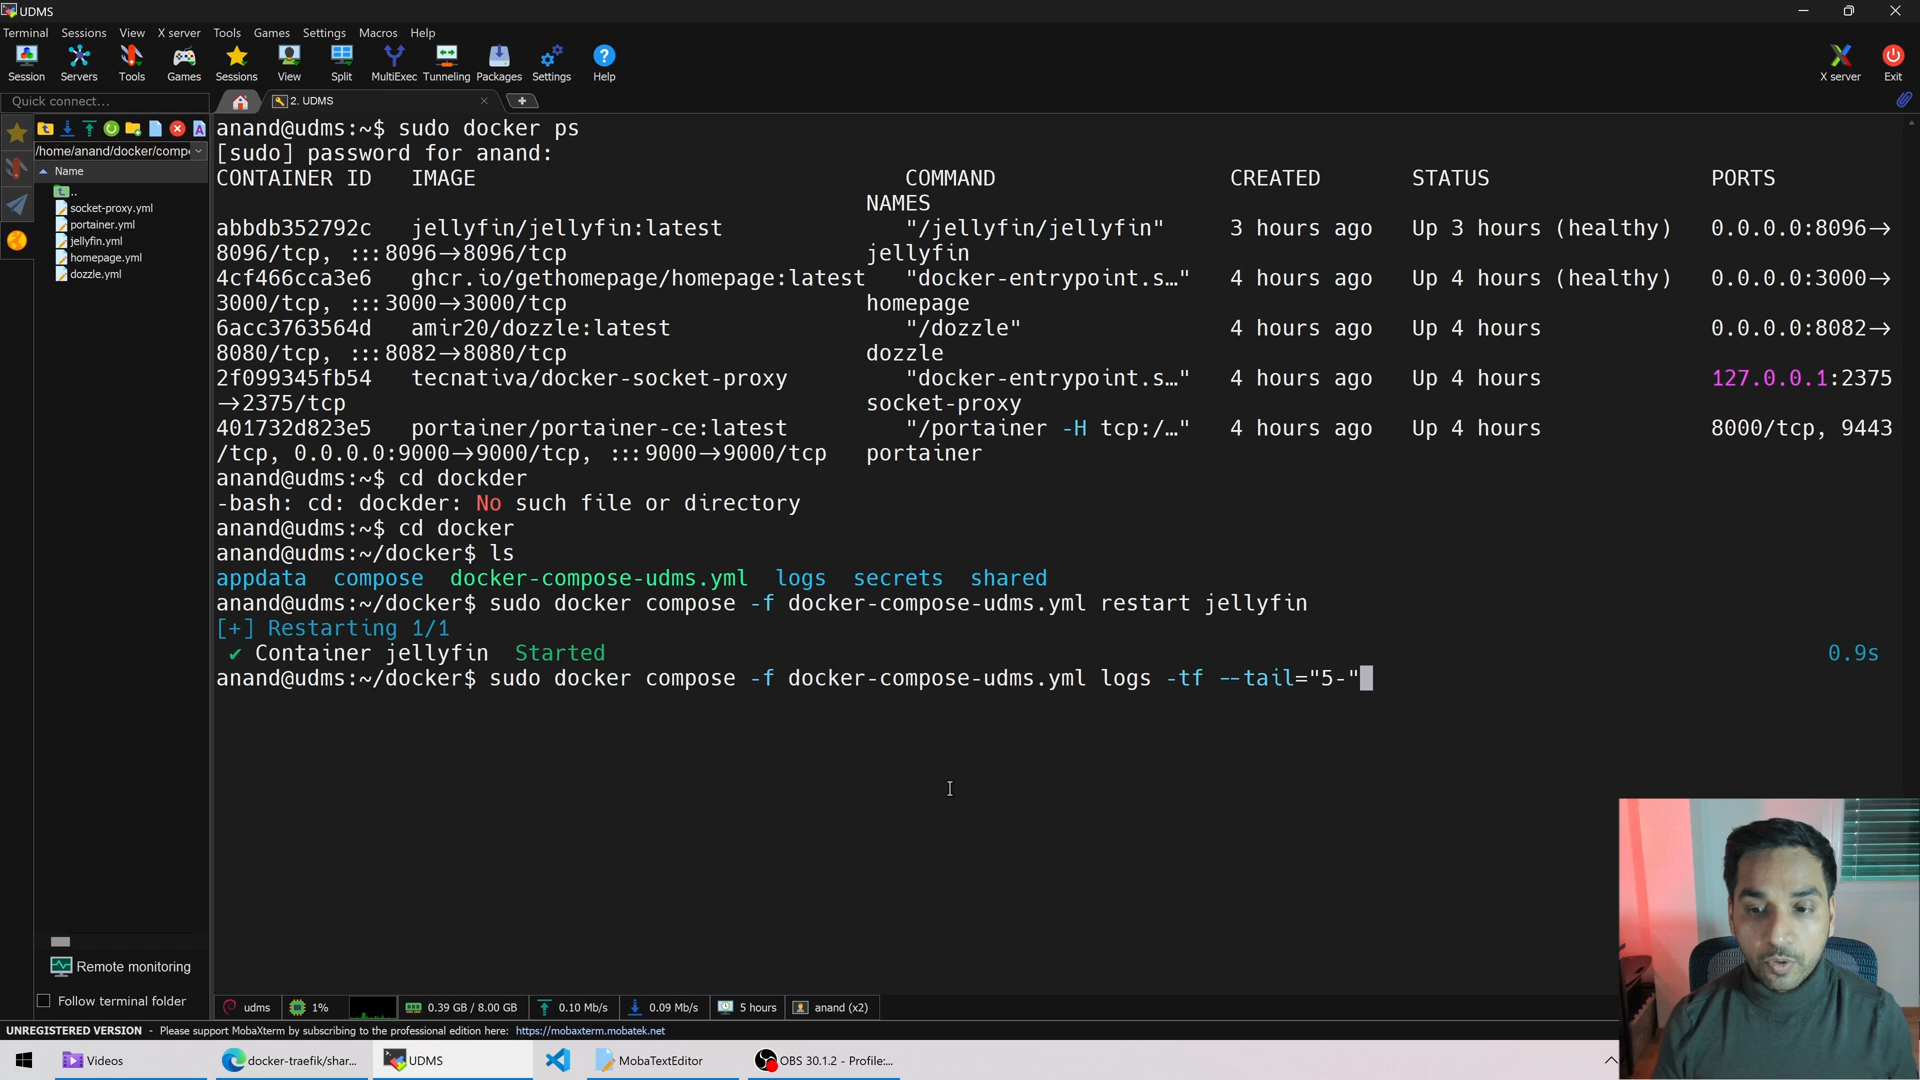 UDMS
Terminal Sessions View X server Tools Games Settings Macros Help
Session Servers Tools Games Sessions View Split MultiExec Tunneling Packages Settings Help X server Exit
Quick connect...
2. UDMS
/home/anand/docker/comp
Name
..
socket-proxy.yml
portainer.yml
jellyfin.yml
homepage.yml
dozzle.yml
anand@udms:~$ sudo docker ps
[sudo] password for anand:
CONTAINER ID IMAGE COMMAND CREATED STATUS PORTS
NAMES
abbdb352792c jellyfin/jellyfin:latest "/jellyfin/jellyfin" 3 hours ago Up 3 hours (healthy) 0.0.0.0:8096->
8096/tcp, :::8096->8096/tcp jellyfin
4cf466cca3e6 ghcr.io/gethomepage/homepage:latest "docker-entrypoint.s…" 4 hours ago Up 4 hours (healthy) 0.0.0.0:3000->
3000/tcp, :::3000->3000/tcp homepage
6acc3763564d amir20/dozzle:latest "/dozzle" 4 hours ago Up 4 hours 0.0.0.0:8082->
8080/tcp, :::8082->8080/tcp dozzle
2f099345fb54 tecnativa/docker-socket-proxy "docker-entrypoint.s…" 4 hours ago Up 4 hours 127.0.0.1:2375
->2375/tcp socket-proxy
401732d823e5 portainer/portainer-ce:latest "/portainer -H tcp:/…" 4 hours ago Up 4 hours 8000/tcp, 9443
/tcp, 0.0.0.0:9000->9000/tcp, :::9000->9000/tcp portainer
anand@udms:~$ cd dockder
-bash: cd: dockder: No such file or directory
anand@udms:~$ cd docker
anand@udms:~/docker$ ls
appdata compose docker-compose-udms.yml logs secrets shared
anand@udms:~/docker$ sudo docker compose -f docker-compose-udms.yml restart jellyfin
[+] Restarting 1/1
✔ Container jellyfin Started 0.9s
anand@udms:~/docker$ sudo docker compose -f docker-compose-udms.yml logs -tf --tail="5-"
Remote monitoring
Follow terminal folder
udms 1% 0.39 GB / 8.00 GB 0.10 Mb/s 0.09 Mb/s 5 hours anand (x2)
UNREGISTERED VERSION - Please support MobaXterm by subscribing to the professional edition here: https://mobaxterm.mobatek.net
Videos docker-traefik/shar... UDMS MobaTextEditor OBS 30.1.2 - Profile:...